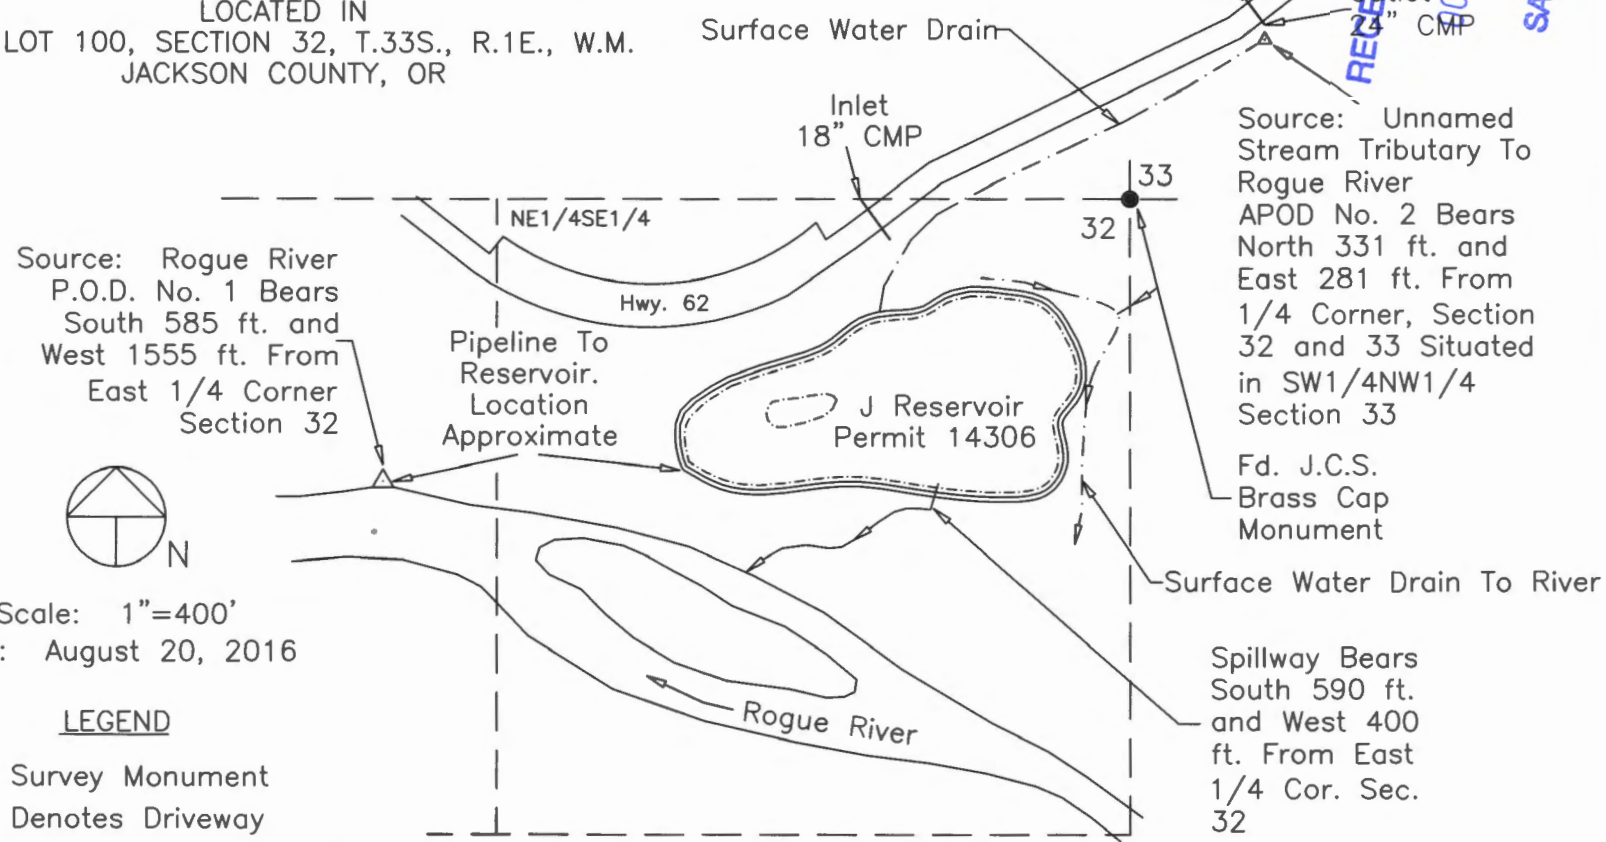 LOCATED IN
LOT 100, SECTION 32, T.33S., R.1E., W.M.
JACKSON COUNTY, OR
Surface Water Drain
24" CMP
Inlet
18" CMP
Source: Unnamed
Stream Tributary To
Rogue River
APOD No. 2 Bears
North 331 ft. and
East 281 ft. From
1/4 Corner, Section
32 and 33 Situated
in SW1/4NW1/4
Section 33
33
32
NE1/4SE1/4
Hwy. 62
Source: Rogue River
P.O.D. No. 1 Bears
South 585 ft. and
West 1555 ft. From
East 1/4 Corner
Section 32
Pipeline To
Reservoir.
Location
Approximate
J Reservoir
Permit 14306
Fd. J.C.S.
Brass Cap
Monument
N
Surface Water Drain To River
Scale: 1"=400'
: August 20, 2016
Spillway Bears
South 590 ft.
and West 400
ft. From East
1/4 Cor. Sec.
32
Rogue River
LEGEND
Survey Monument
Denotes Driveway